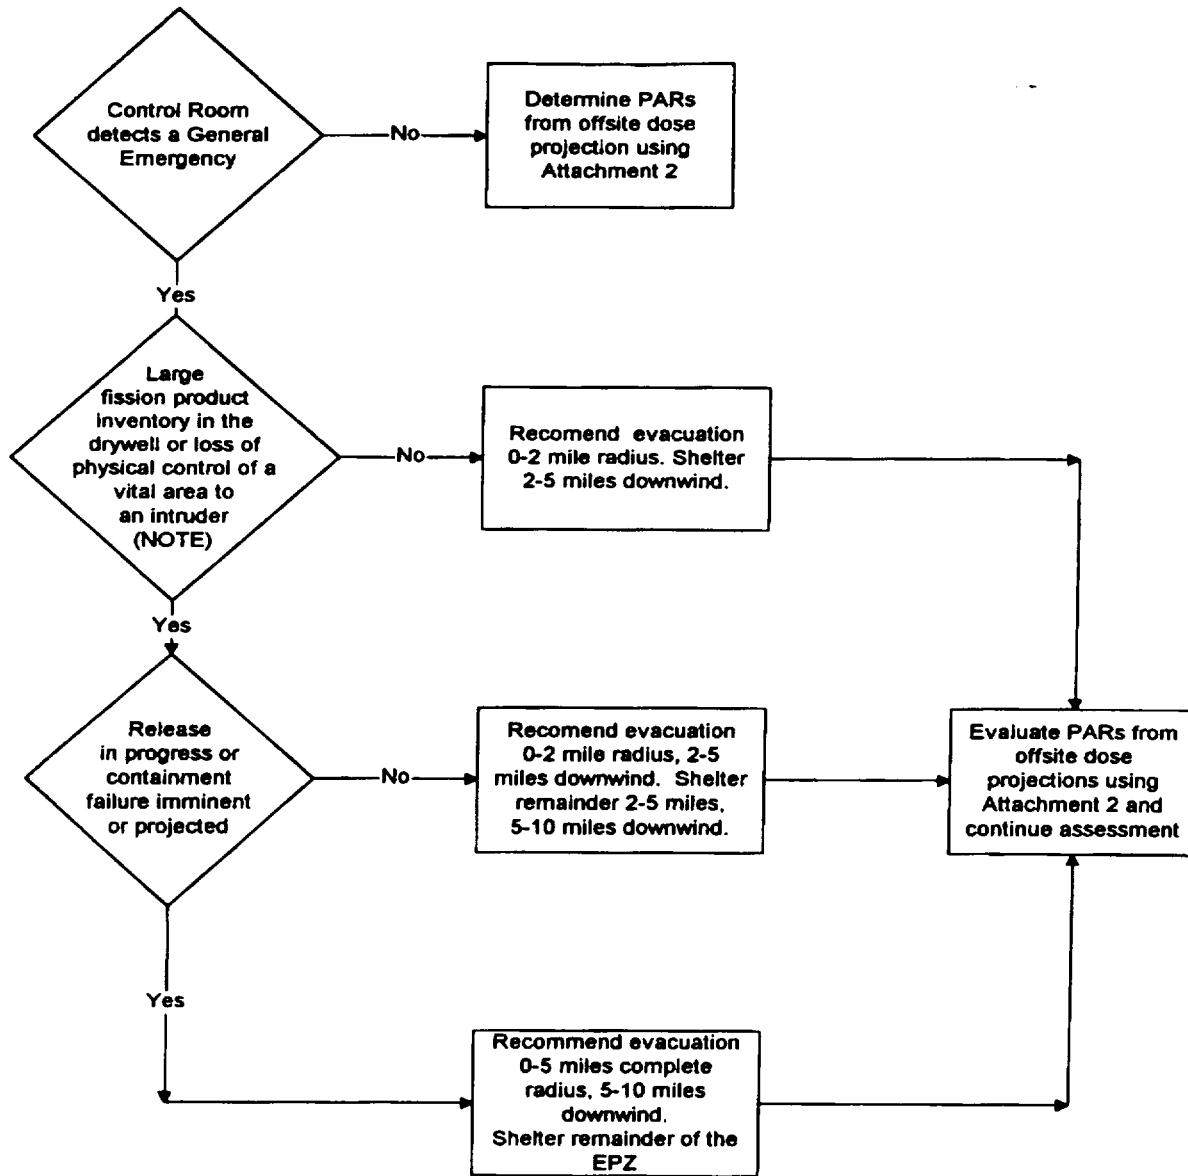 Control Room
detects a General
Emergency
No
Determine PARs
from offsite dose
projection using
Attachment 2
Yes
Large
fission product
inventory in the
drywell or loss of
physical control of a
vital area to
an intruder
(NOTE)
No
Recomend evacuation
0-2 mile radius. Shelter
2-5 miles downwind.
Yes
Release
in progress or
containment
failure imminent
or projected
No
Recomend evacuation
0-2 mile radius, 2-5
miles downwind. Shelter
remainder 2-5 miles,
5-10 miles downwind.
Evaluate PARs from
offsite dose
projections using
Attachment 2 and
continue assessment
Yes
Recommend evacuation
0-5 miles complete
radius, 5-10 miles
downwind.
Shelter remainder of the
EPZ